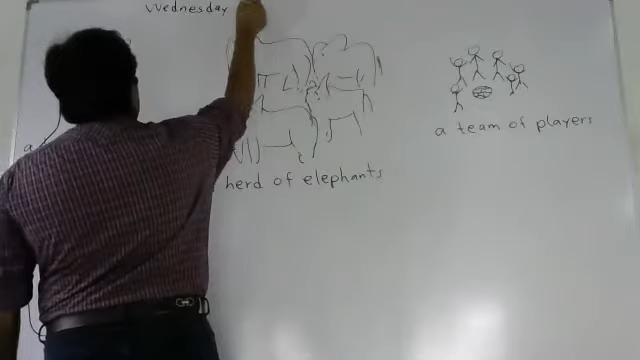 Wednesday
a
herd of elephants
a team of players